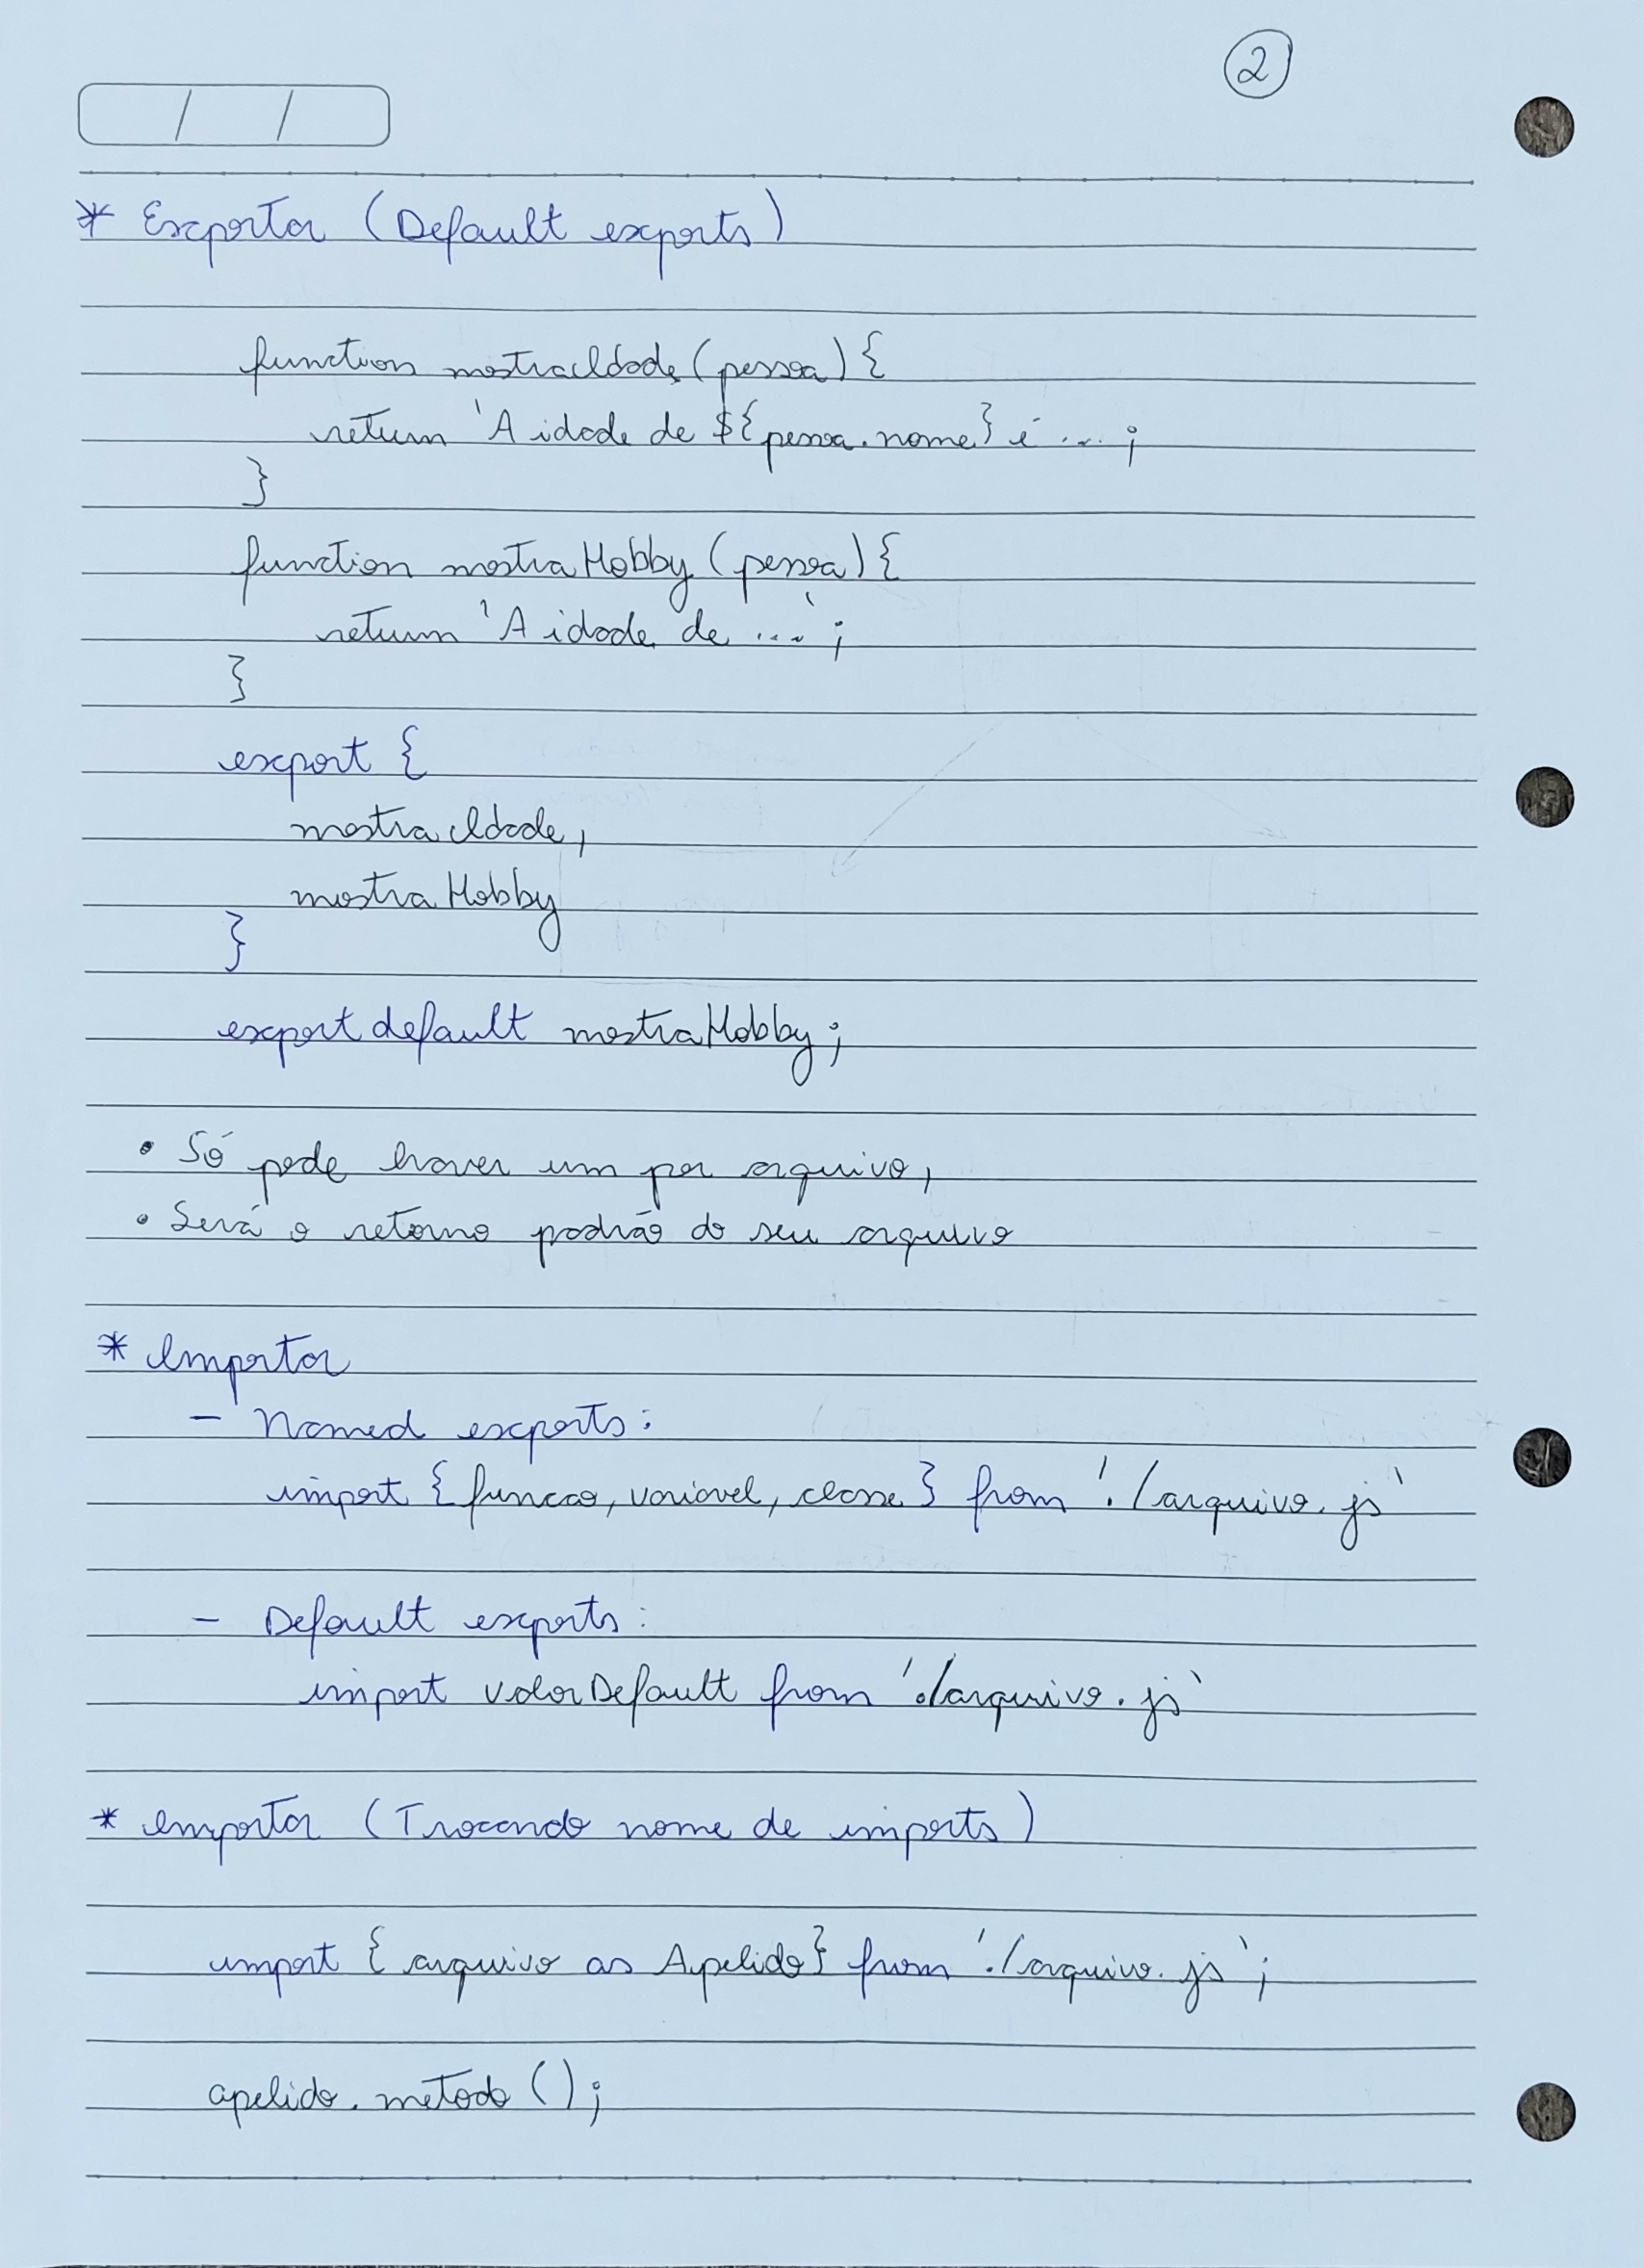 2
/ /
* Exportar (Default exports)
function mostraIdade (pessoa) {
return 'A idade de ${pessoa.nome} é ... ;
}
function mostraHobby (pessoa) {
return 'A idade de ...` ;
}
export {
mostraIdade,
mostraHobby
}
export default mostraHobby;
• Só pode haver um por arquivo,
• Será o retorno padrão do seu arquivo
* Importar
- Named exports:
import { funcao, variavel, classe } from './arquivo.js`
- Default exports:
import valorDefault from './arquivo.js`
* Importar (Trocando nome de imports)
import { arquivo as Apelido} from './arquivo.js`;
apelido.metodo ();